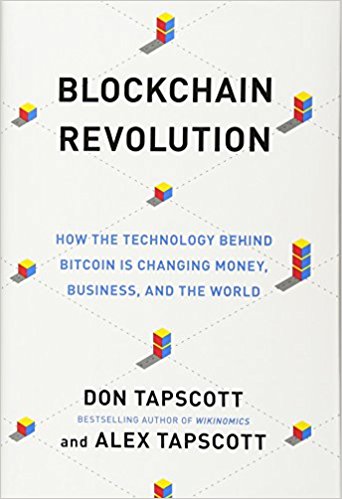 BLOCKCHAIN
REVOLUTION
HOW THE TECHNOLOGY BEHIND
BITCOIN IS CHANGING MONEY,
BUSINESS, AND THE WORLD
DON TAPSCOTT
BESTSELLING AUTHOR OF WIKINOMICS
and ALEX TAPSCOTT